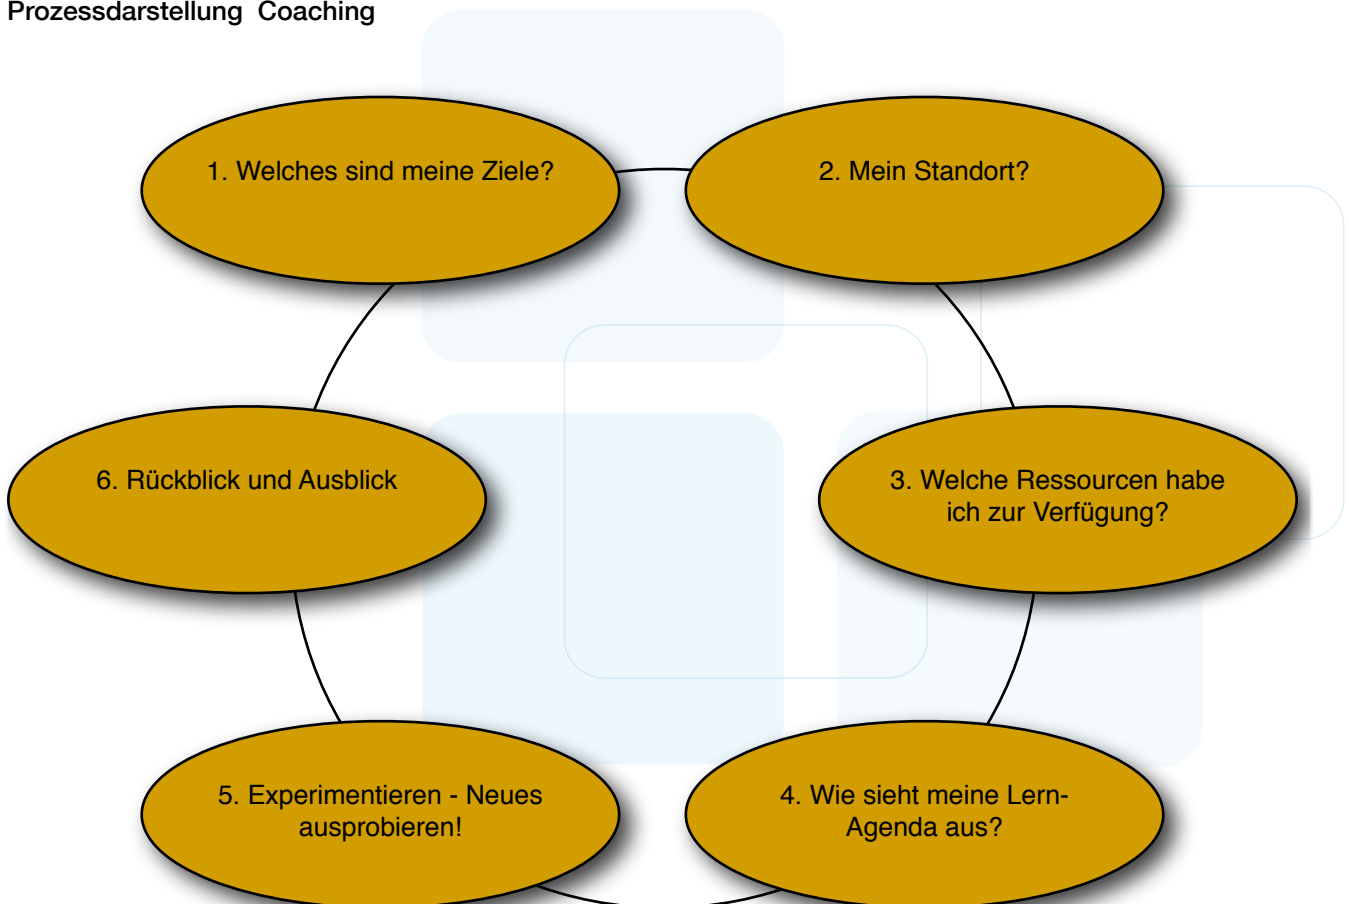 Prozessdarstellung Coaching
1. Welches sind meine Ziele?
2. Mein Standort?
3. Welche Ressourcen habe
ich zur Verfügung?
4. Wie sieht meine Lern-
Agenda aus?
5. Experimentieren - Neues
ausprobieren!
6. Rückblick und Ausblick